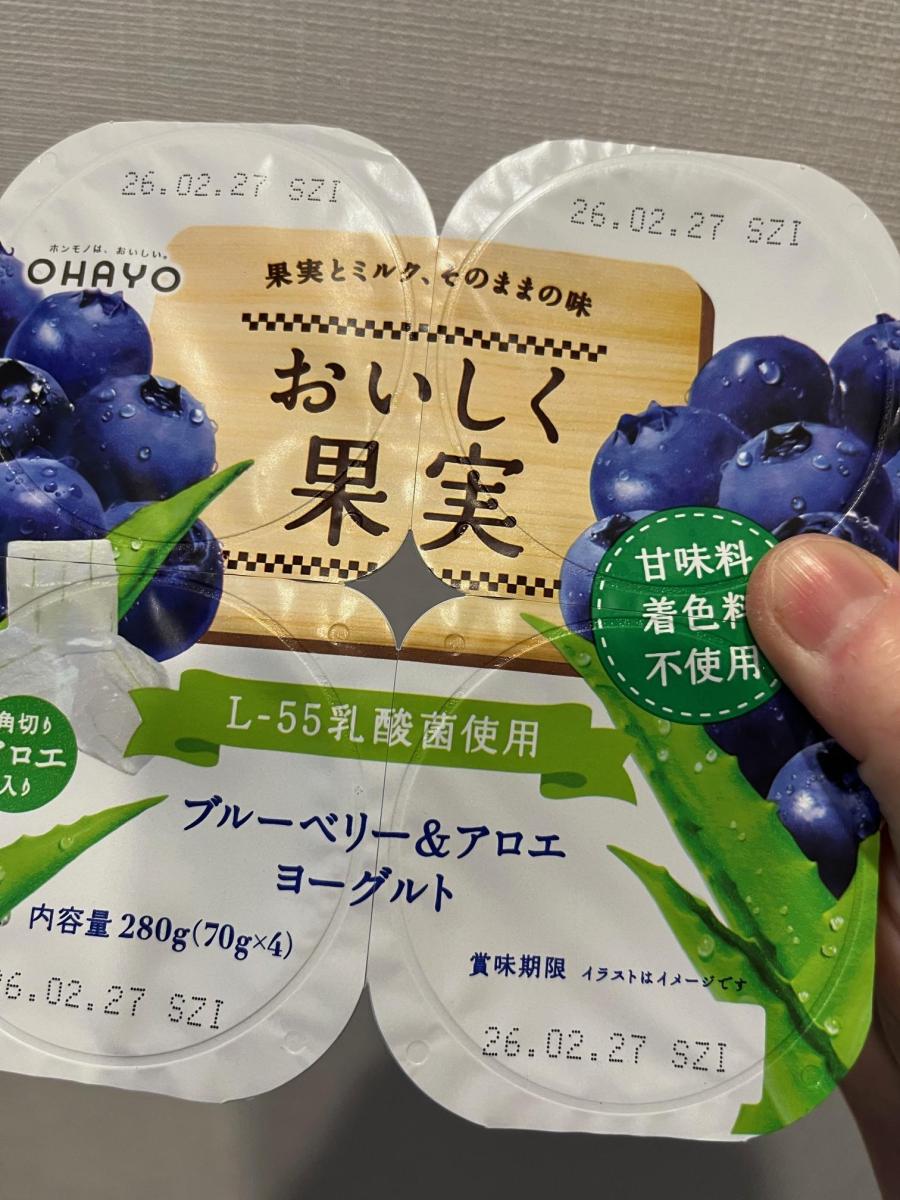 26.02.27 SZI
26.02.27 SZI
ホンモノは、おいしい。
OHAYO
果実とミルク、そのままの味
おいしく
果実
甘味料
着色料
不使用
L-55乳酸菌使用
角切り
アロエ
入り
ブルーベリー&アロエ
ヨーグルト
内容量 280g(70g×4)
賞味期限 イラストはイメージです
6.02.27 SZI
26.02.27 SZI